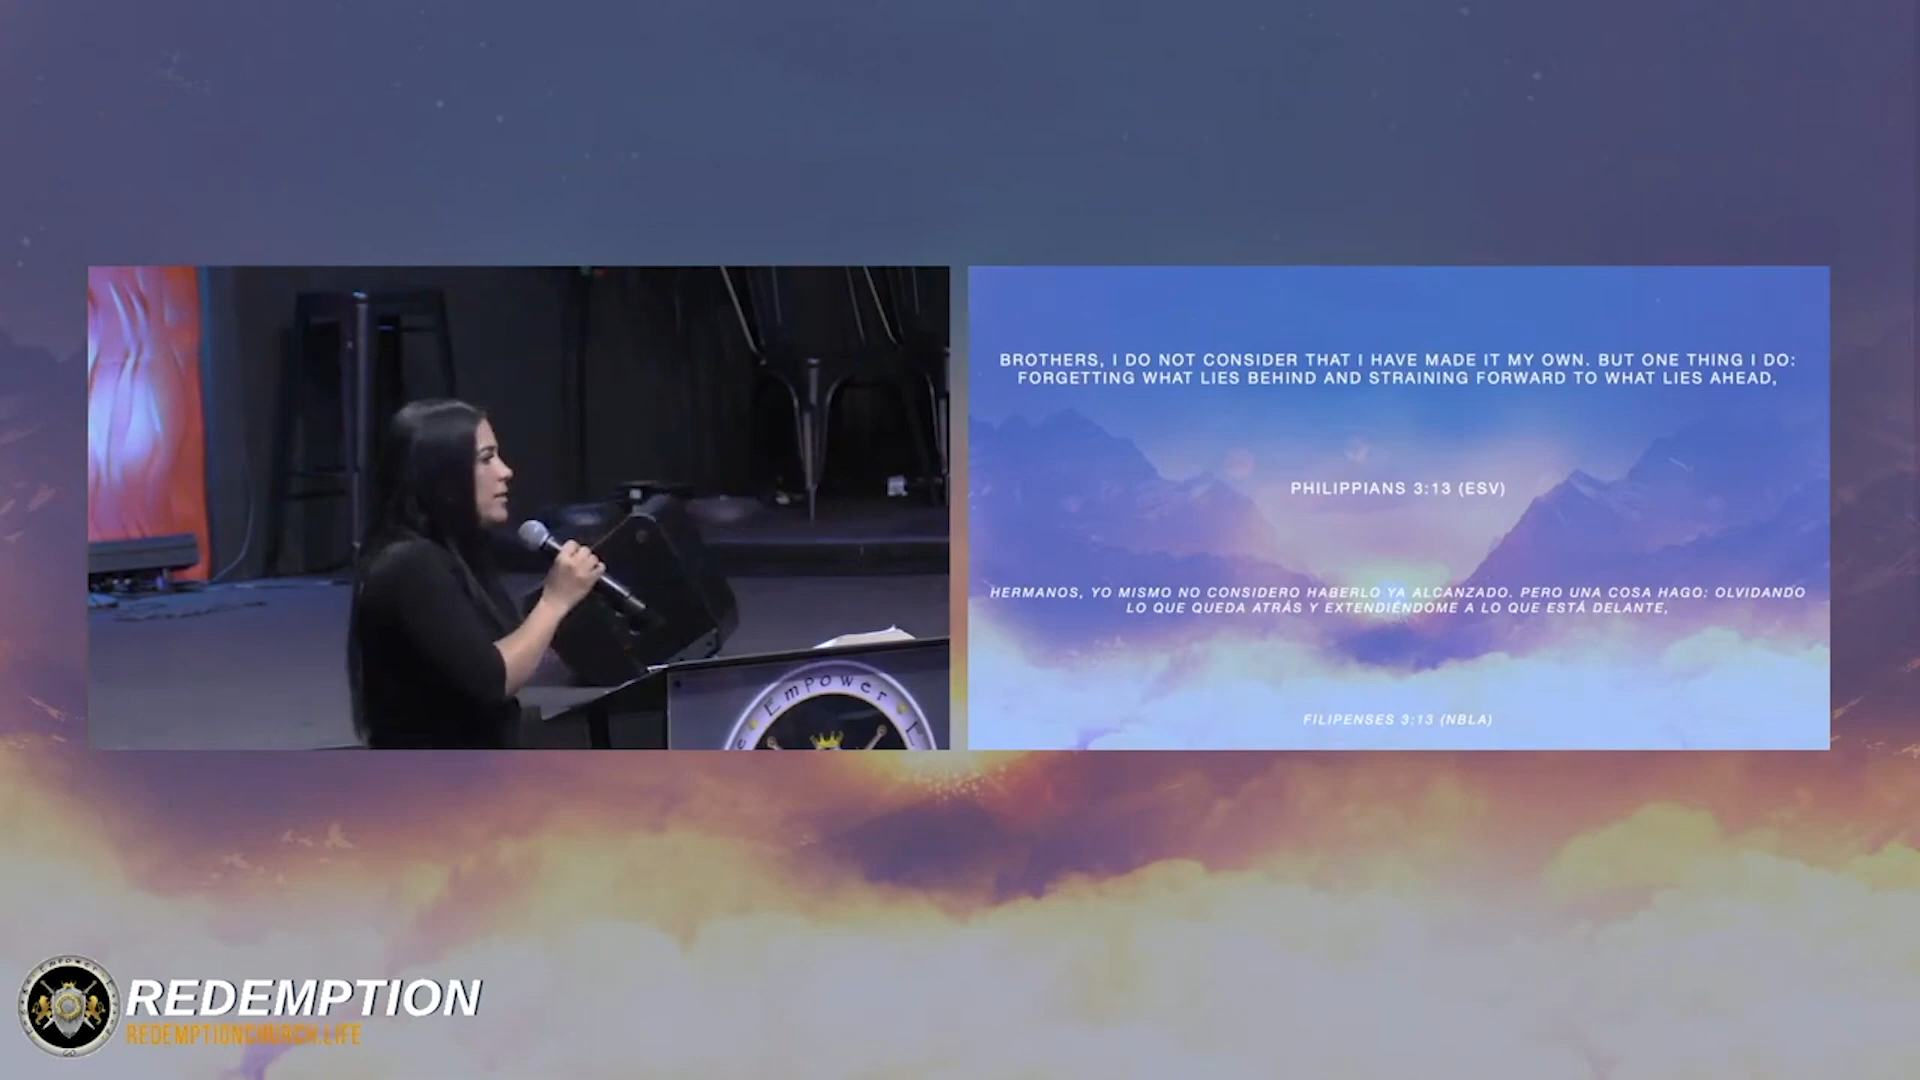 BROTHERS, I DO NOT CONSIDER THAT I HAVE MADE IT MY OWN. BUT ONE THING I DO:
FORGETTING WHAT LIES BEHIND AND STRAINING FORWARD TO WHAT LIES AHEAD,
PHILIPPIANS 3:13 (ESV)
HERMANOS, YO MISMO NO CONSIDERO HABERLO YA ALCANZADO. PERO UNA COSA HAGO: OLVIDANDO
LO QUE QUEDA ATRÁS Y EXTENDIÉNDOME A LO QUE ESTÁ DELANTE,
FILIPENSES 3:13 (NBLA)
Empower
REDEMPTION
REDEMPTIONCHURCH.LIFE